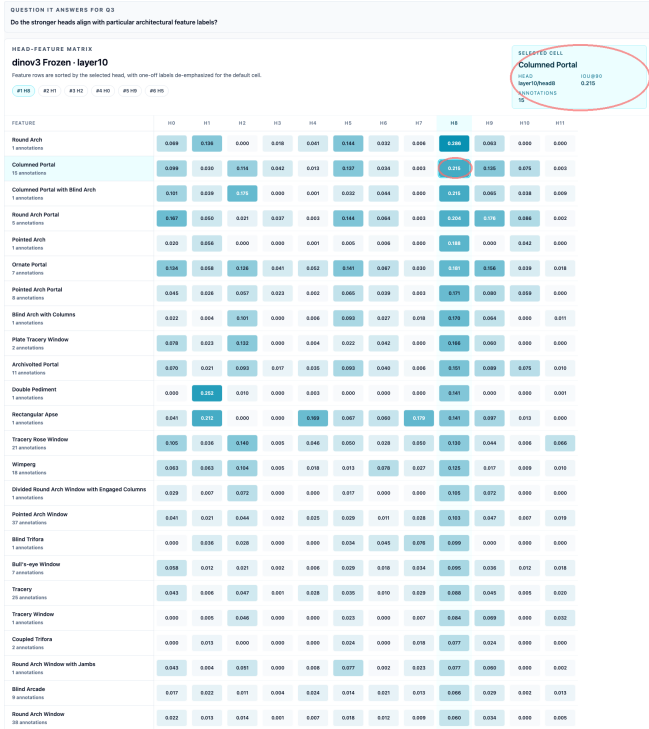 QUESTION IT ANSWERS FOR Q3
Do the stronger heads align with particular architectural feature labels?
HEAD-FEATURE MATRIX
dinov3 Frozen · layer10
Feature rows are sorted by the selected head, with one-off labels de-emphasized for the default cell.
#1 H8 #2 H1 #3 H2 #4 H0 #5 H9 #6 H5
SELECTED CELL
Columned Portal
HEAD IOU@90
layer10/head8 0.215
ANNOTATIONS
15
FEATURE H0 H1 H2 H3 H4 H5 H6 H7 H8 H9 H10 H11
Round Arch
1 annotations
0.069 0.136 0.000 0.018 0.041 0.144 0.032 0.006 0.286 0.063 0.000 0.000
Columned Portal
15 annotations
0.099 0.030 0.114 0.042 0.013 0.137 0.034 0.003 0.215 0.135 0.075 0.003
Columned Portal with Blind Arch
1 annotations
0.101 0.039 0.175 0.000 0.001 0.032 0.044 0.000 0.215 0.065 0.038 0.009
Round Arch Portal
5 annotations
0.167 0.050 0.021 0.037 0.003 0.144 0.064 0.003 0.204 0.176 0.086 0.002
Pointed Arch
1 annotations
0.020 0.056 0.000 0.000 0.001 0.005 0.006 0.000 0.188 0.000 0.042 0.000
Ornate Portal
7 annotations
0.134 0.058 0.126 0.041 0.052 0.141 0.067 0.030 0.181 0.156 0.039 0.018
Pointed Arch Portal
8 annotations
0.045 0.026 0.057 0.023 0.002 0.065 0.039 0.003 0.171 0.080 0.059 0.000
Blind Arch with Columns
1 annotations
0.022 0.004 0.101 0.000 0.006 0.093 0.027 0.018 0.170 0.064 0.000 0.011
Plate Tracery Window
2 annotations
0.078 0.023 0.132 0.000 0.004 0.022 0.042 0.000 0.166 0.060 0.000 0.000
Archivolted Portal
11 annotations
0.070 0.021 0.093 0.017 0.035 0.093 0.040 0.006 0.151 0.089 0.075 0.010
Double Pediment
1 annotations
0.000 0.253 0.010 0.000 0.003 0.000 0.000 0.000 0.141 0.000 0.000 0.001
Rectangular Apse
1 annotations
0.041 0.212 0.000 0.000 0.169 0.067 0.060 0.179 0.141 0.097 0.013 0.000
Tracery Rose Window
21 annotations
0.105 0.036 0.140 0.005 0.046 0.050 0.028 0.050 0.130 0.044 0.006 0.066
Wimperg
18 annotations
0.063 0.063 0.104 0.005 0.018 0.013 0.078 0.027 0.125 0.017 0.009 0.010
Divided Round Arch Window with Engaged Columns
1 annotations
0.029 0.007 0.072 0.000 0.000 0.017 0.000 0.000 0.105 0.072 0.000 0.000
Pointed Arch Window
37 annotations
0.041 0.021 0.044 0.002 0.025 0.029 0.011 0.028 0.103 0.047 0.007 0.019
Blind Trifora
1 annotations
0.000 0.036 0.028 0.000 0.000 0.034 0.045 0.076 0.099 0.000 0.000 0.000
Bull's-eye Window
7 annotations
0.058 0.012 0.021 0.002 0.006 0.029 0.018 0.034 0.095 0.036 0.012 0.018
Tracery
25 annotations
0.043 0.006 0.047 0.001 0.028 0.035 0.010 0.029 0.088 0.045 0.005 0.020
Tracery Window
1 annotations
0.000 0.005 0.046 0.000 0.000 0.023 0.000 0.007 0.084 0.069 0.000 0.032
Coupled Trifora
2 annotations
0.000 0.013 0.000 0.000 0.000 0.024 0.000 0.018 0.077 0.024 0.000 0.000
Round Arch Window with Jambs
1 annotations
0.043 0.004 0.051 0.000 0.008 0.077 0.002 0.023 0.077 0.060 0.000 0.002
Blind Arcade
9 annotations
0.017 0.022 0.011 0.004 0.024 0.014 0.021 0.013 0.066 0.029 0.002 0.013
Round Arch Window
38 annotations
0.022 0.013 0.014 0.001 0.007 0.018 0.012 0.009 0.060 0.034 0.000 0.005